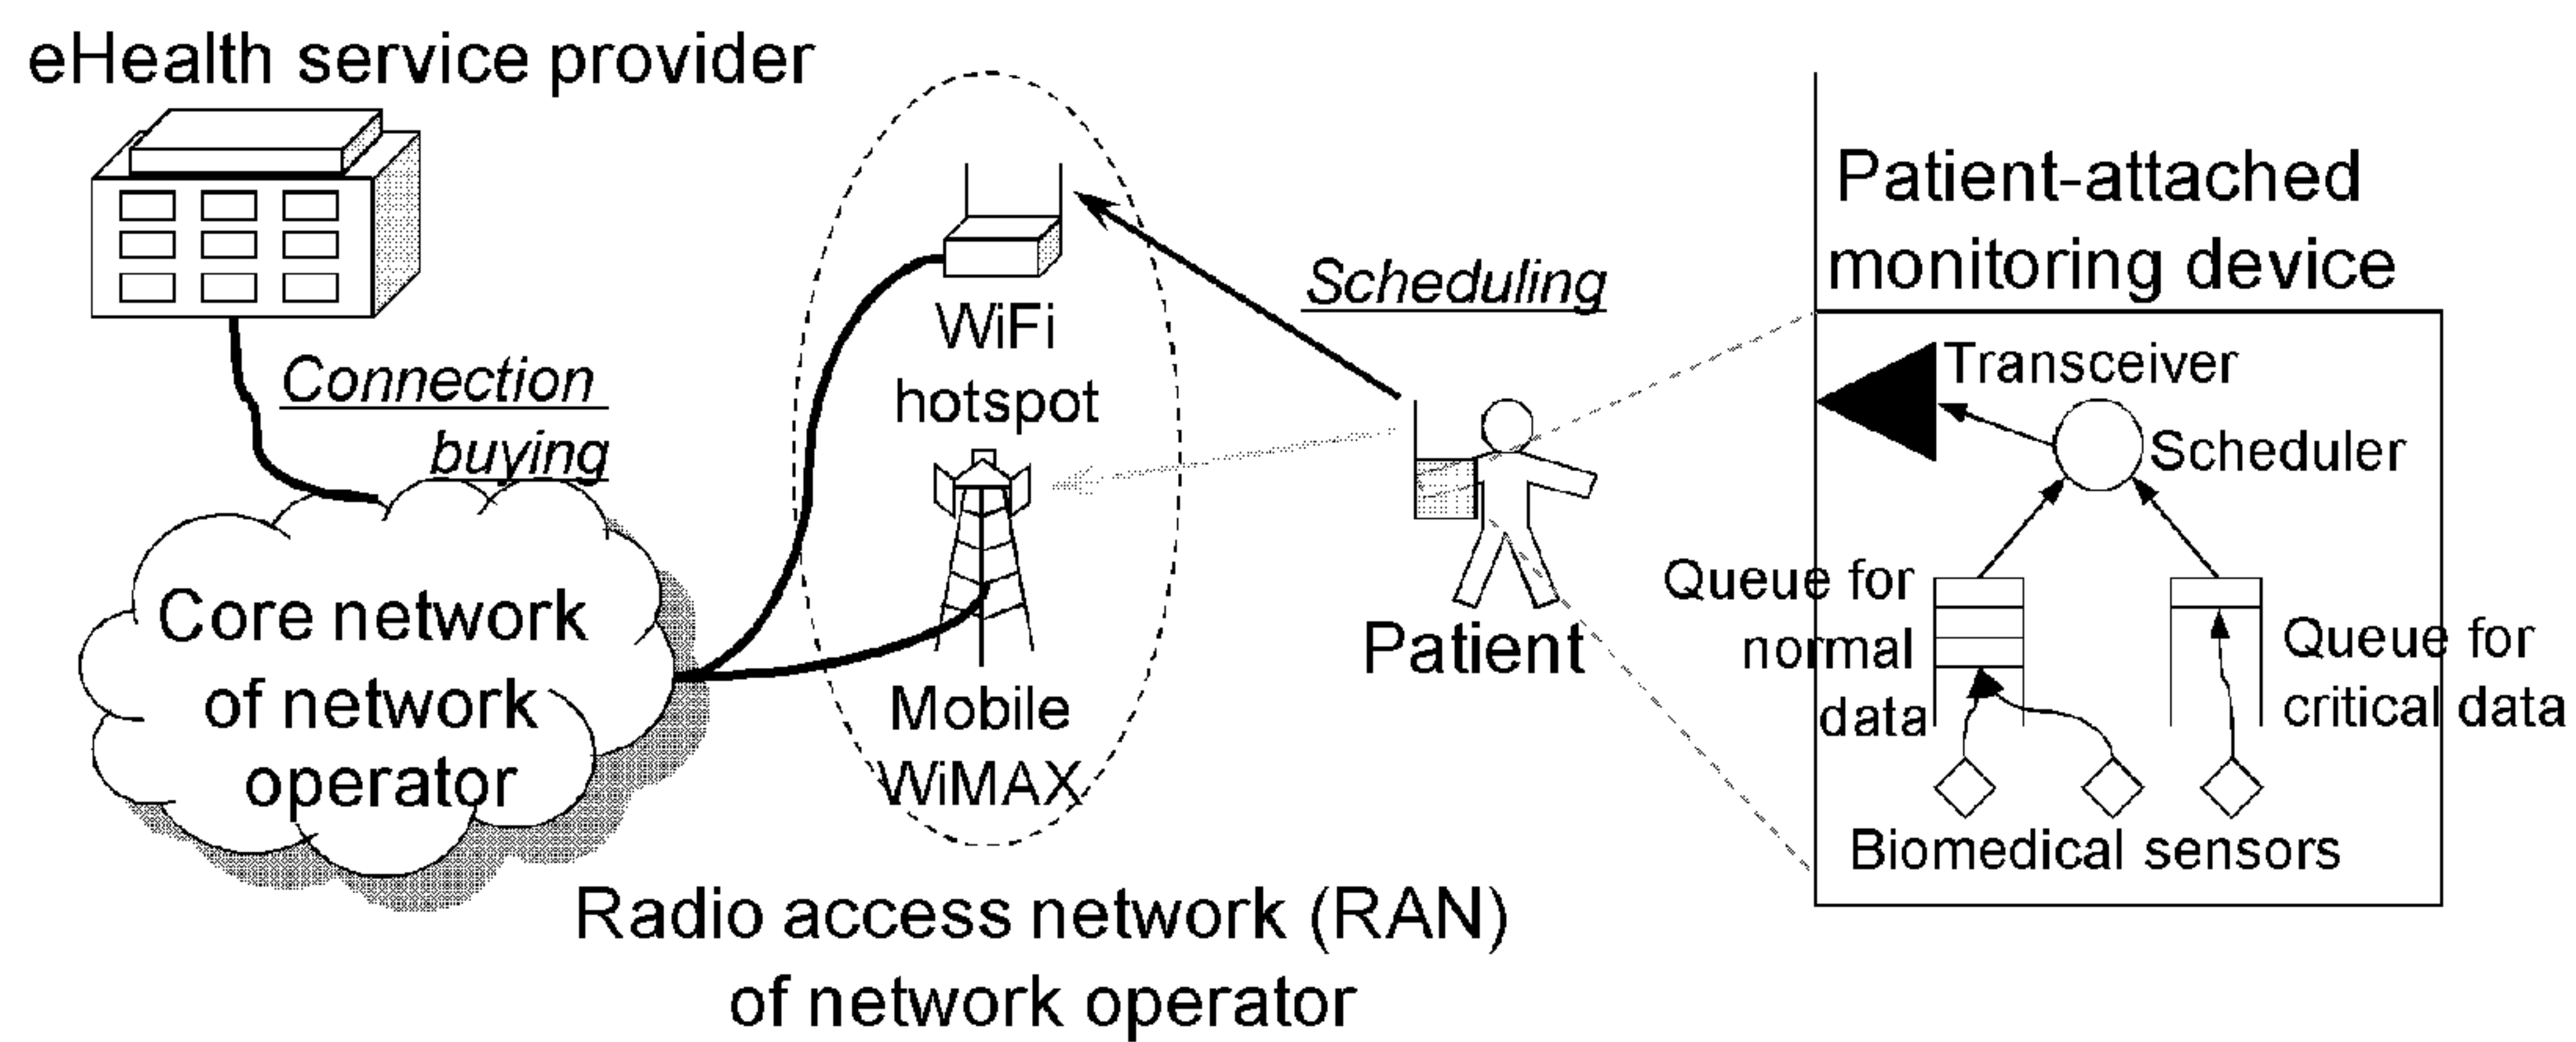 eHealth service provider
Connection
buying
Core network
of network
operator
WiFi
hotspot
Mobile
WiMAX
Radio access network (RAN)
of network operator
Scheduling
Patient
Patient-attached
monitoring device
Transceiver
Scheduler
Queue for
normal
data
Queue for
critical data
Biomedical sensors